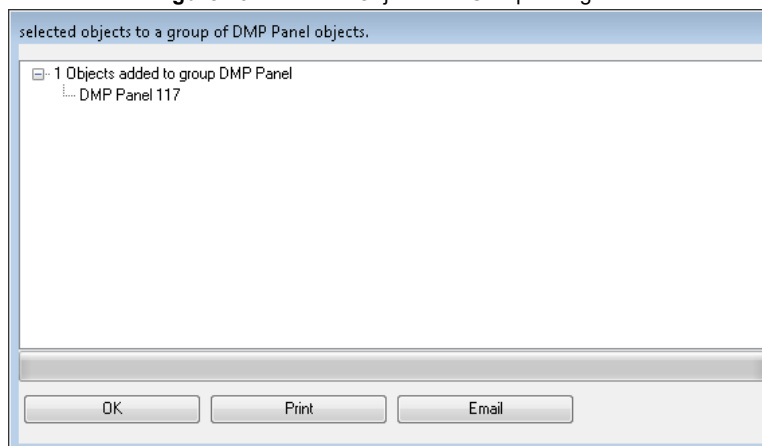 selected objects to a group of DMP Panel objects.
1 Objects added to group DMP Panel
DMP Panel 117
OK Print Email